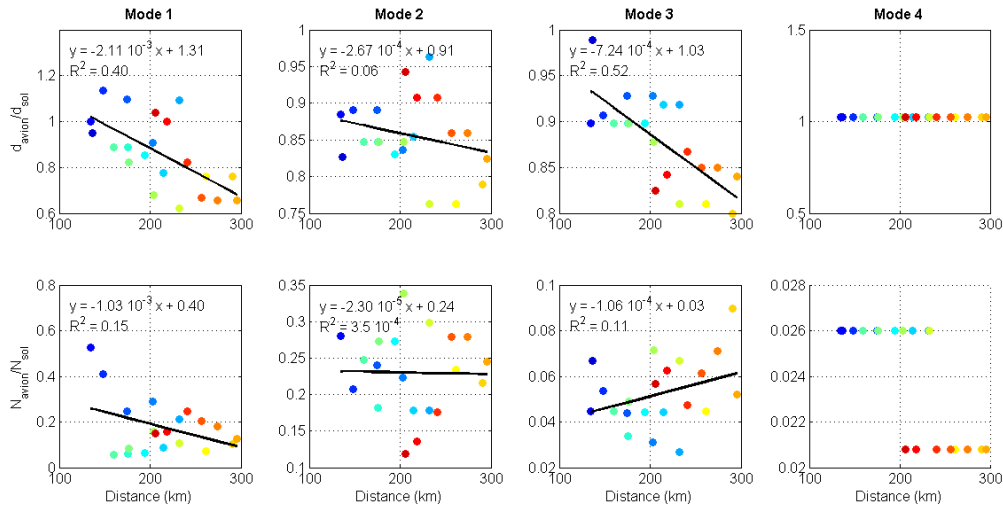 Mode 1
Mode 2
Mode 3
Mode 4
y = -2.11 10⁻³ x + 1.31
R² = 0.40
y = -2.67 10⁻⁴ x + 0.91
R² = 0.06
y = -7.24 10⁻⁴ x + 1.03
R² = 0.52
d_avion/d_sol
1.2
1
0.8
0.6
100
200
300
1
0.95
0.9
0.85
0.8
0.75
100
200
300
1
0.95
0.9
0.85
0.8
100
200
300
1.5
1
0.5
100
200
300
y = -1.03 10⁻³ x + 0.40
R² = 0.15
y = -2.30 10⁻⁵ x + 0.24
R² = 3.5 10⁻⁴
y = -1.06 10⁻⁴ x + 0.03
R² = 0.11
N_avion/N_sol
0.8
0.6
0.4
0.2
0
100
200
300
Distance (km)
0.35
0.3
0.25
0.2
0.15
0.1
100
200
300
Distance (km)
0.1
0.08
0.06
0.04
0.02
100
200
300
Distance (km)
0.028
0.026
0.024
0.022
0.02
100
200
300
Distance (km)